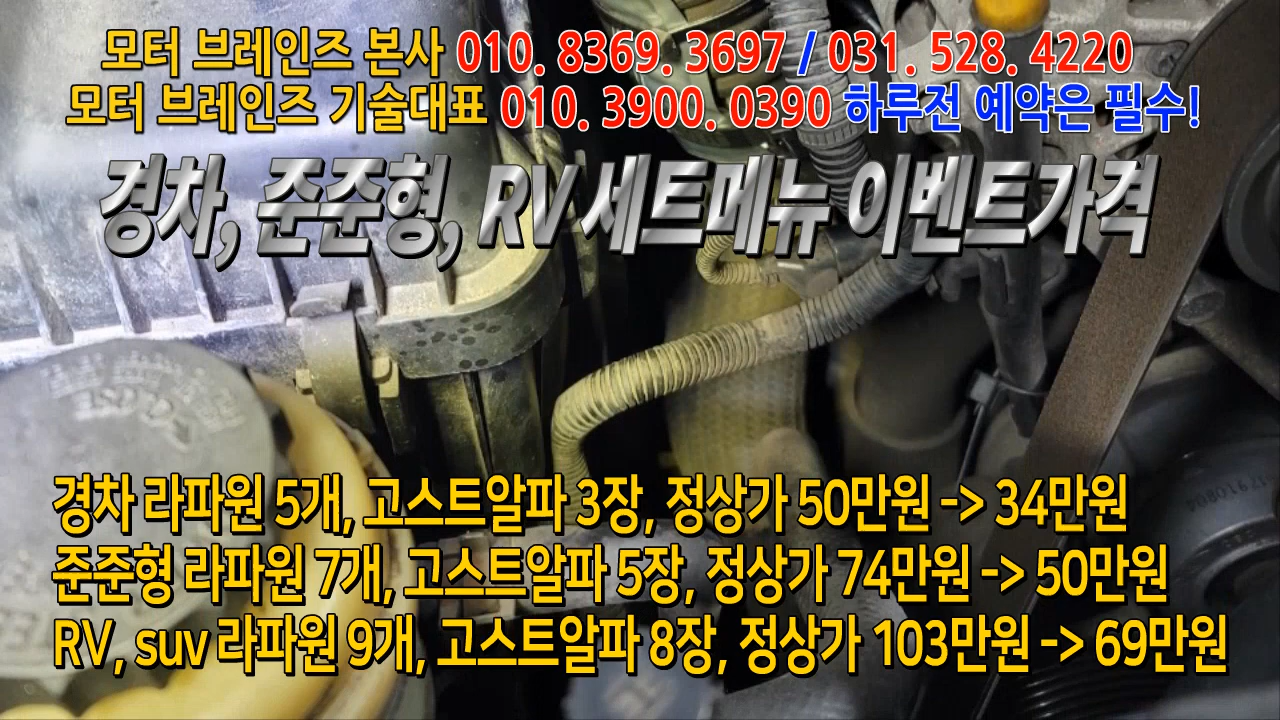 모터 브레인즈 본사 010. 8369. 3697 / 031. 528. 4220
모터 브레인즈 기술대표 010. 3900. 0390 하루전 예약은 필수!
경차, 준준형, RV 세트메뉴 이벤트가격
경차 라파원 5개, 고스트알파 3장, 정상가 50만원 -> 34만원
준준형 라파원 7개, 고스트알파 5장, 정상가 74만원 -> 50만원
RV, suv 라파원 9개, 고스트알파 8장, 정상가 103만원 -> 69만원